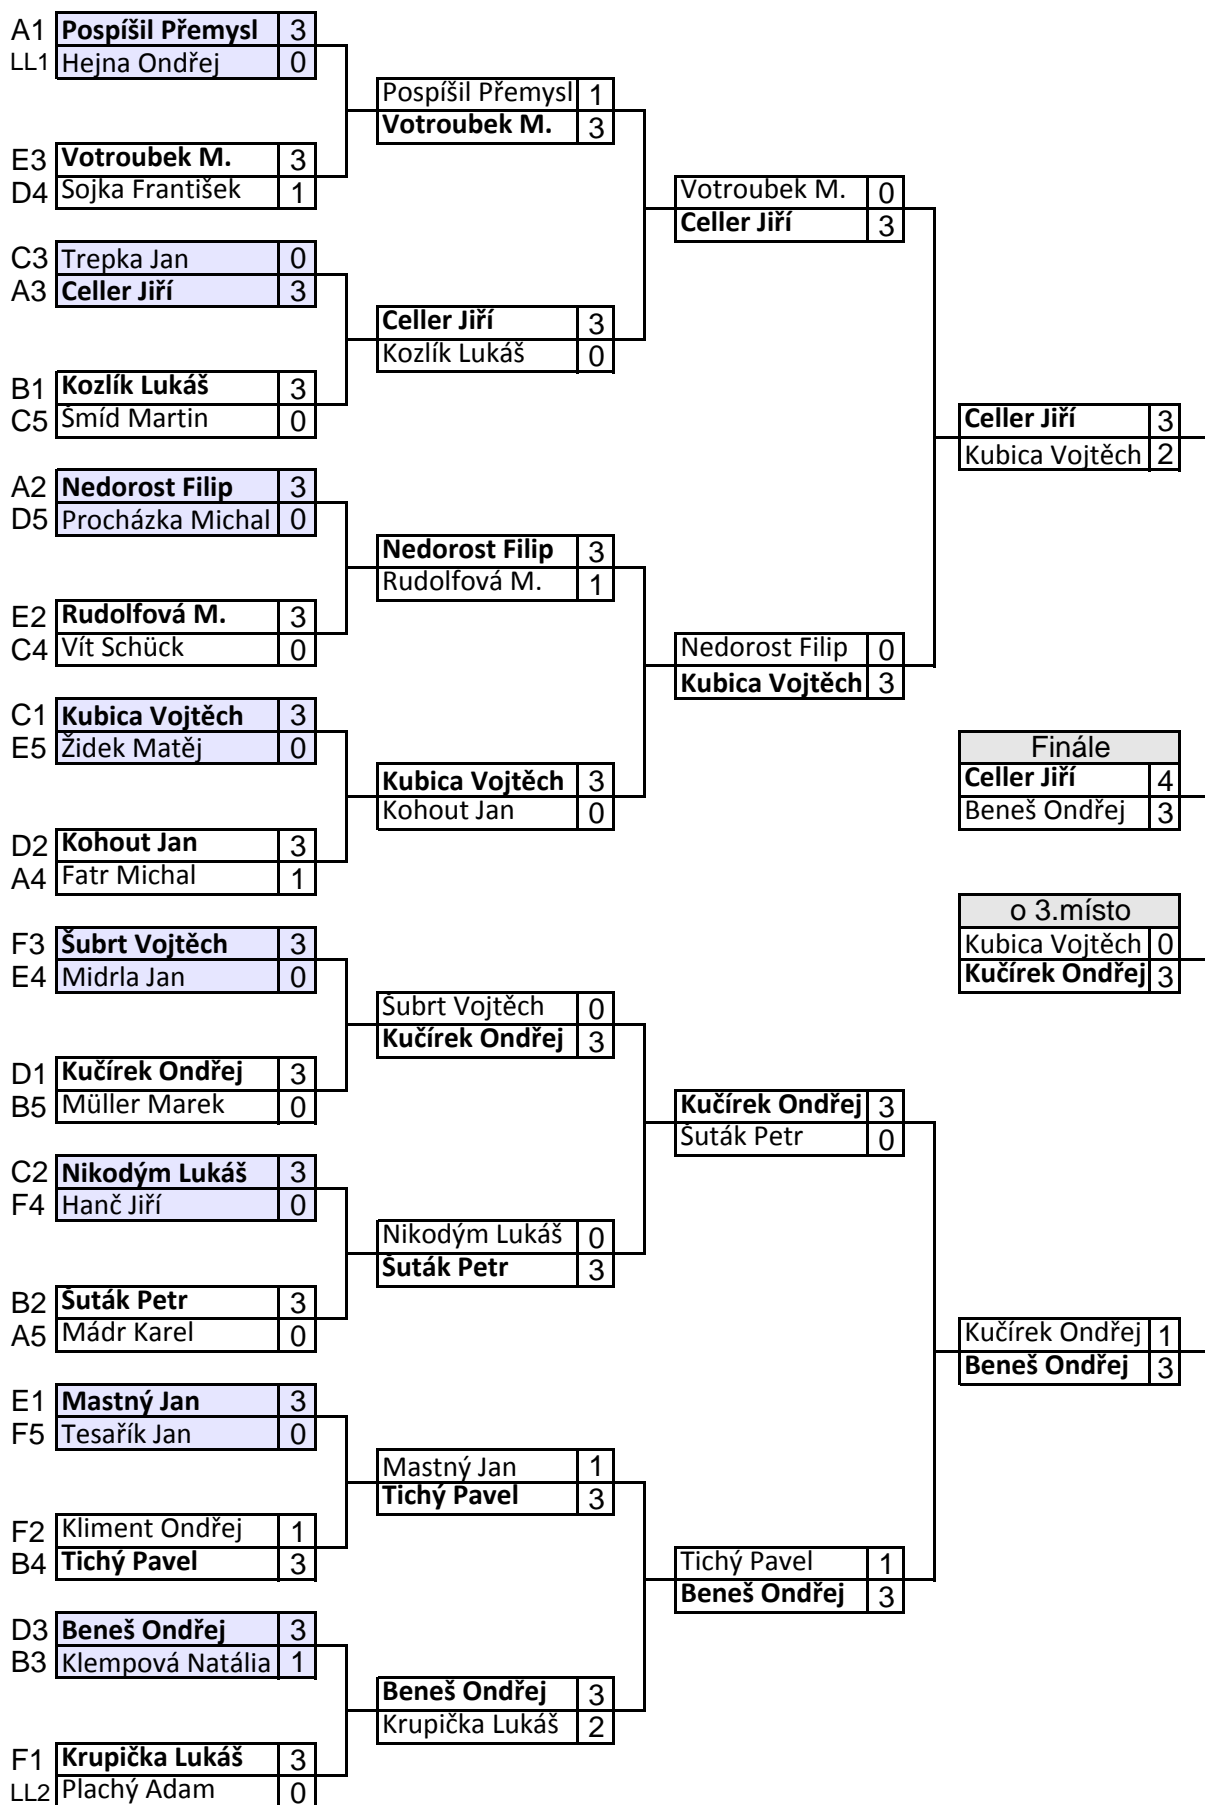 A1 Pospíšil Přemysl 3
LL1 Hejna Ondřej 0
E3 Votroubek M. 3
D4 Sojka František 1
C3 Trepka Jan 0
A3 Celler Jiří 3
B1 Kozlík Lukáš 3
C5 Šmíd Martin 0
A2 Nedorost Filip 3
D5 Procházka Michal 0
E2 Rudolfová M. 3
C4 Vít Schück 0
C1 Kubica Vojtěch 3
E5 Židek Matěj 0
D2 Kohout Jan 3
A4 Fatr Michal 1
F3 Šubrt Vojtěch 3
E4 Midrla Jan 0
D1 Kučírek Ondřej 3
B5 Müller Marek 0
C2 Nikodým Lukáš 3
F4 Hanč Jiří 0
B2 Šuták Petr 3
A5 Mádr Karel 0
E1 Mastný Jan 3
F5 Tesařík Jan 0
F2 Kliment Ondřej 1
B4 Tichý Pavel 3
D3 Beneš Ondřej 3
B3 Klempová Natália 1
F1 Krupička Lukáš 3
LL2 Plachý Adam 0
Pospíšil Přemysl 1
Votroubek M. 3
Celler Jiří 3
Kozlík Lukáš 0
Nedorost Filip 3
Rudolfová M. 1
Kubica Vojtěch 3
Kohout Jan 0
Šubrt Vojtěch 0
Kučírek Ondřej 3
Nikodým Lukáš 0
Šuták Petr 3
Mastný Jan 1
Tichý Pavel 3
Beneš Ondřej 3
Krupička Lukáš 2
Votroubek M. 0
Celler Jiří 3
Nedorost Filip 0
Kubica Vojtěch 3
Kučírek Ondřej 3
Šuták Petr 0
Tichý Pavel 1
Beneš Ondřej 3
Celler Jiří 3
Kubica Vojtěch 2
Finále
Celler Jiří 4
Beneš Ondřej 3
o 3.místo
Kubica Vojtěch 0
Kučírek Ondřej 3
Kučírek Ondřej 1
Beneš Ondřej 3